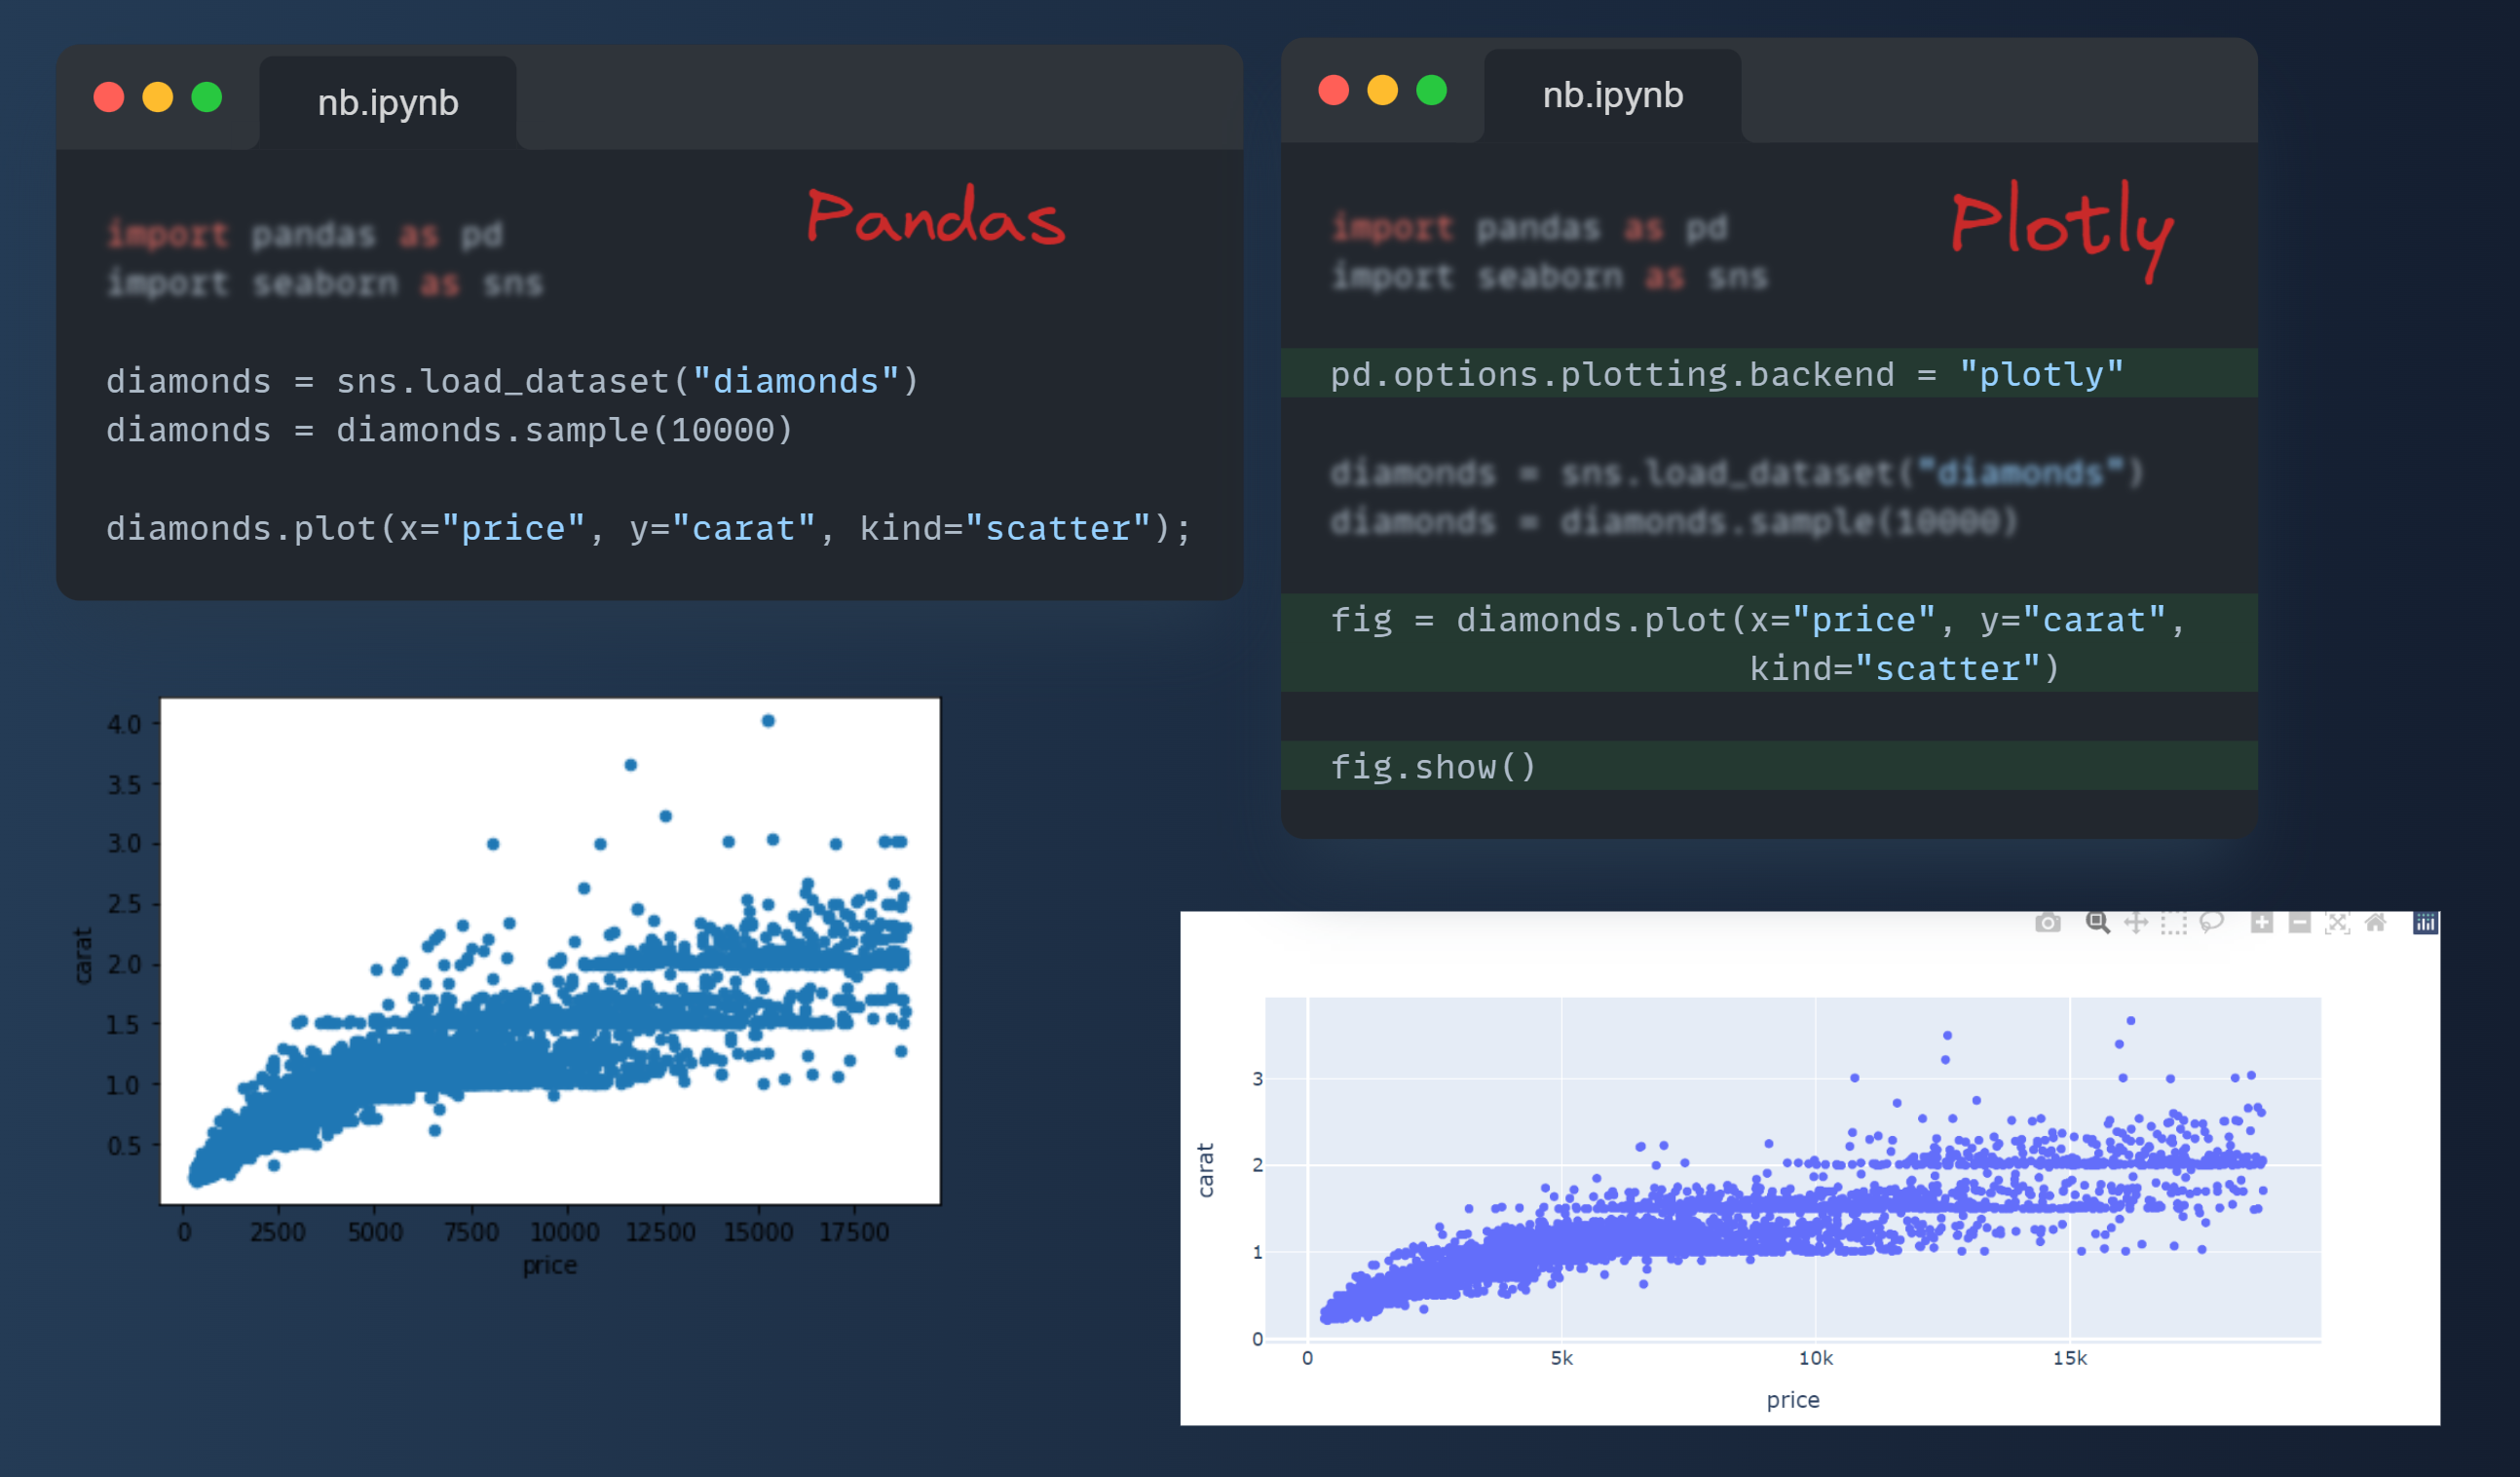 nb.ipynb
Pandas
import pandas as pd
import seaborn as sns
diamonds = sns.load_dataset("diamonds")
diamonds = diamonds.sample(10000)
diamonds.plot(x="price", y="carat", kind="scatter");
4.0
3.5
3.0
2.5
2.0
1.5
1.0
0.5
carat
0 2500 5000 7500 10000 12500 15000 17500
price
nb.ipynb
Plotly
import pandas as pd
import seaborn as sns
pd.options.plotting.backend = "plotly"
diamonds = sns.load_dataset("diamonds")
diamonds = diamonds.sample(10000)
fig = diamonds.plot(x="price", y="carat",
kind="scatter")
fig.show()
3
2
1
0
carat
0 5k 10k 15k
price